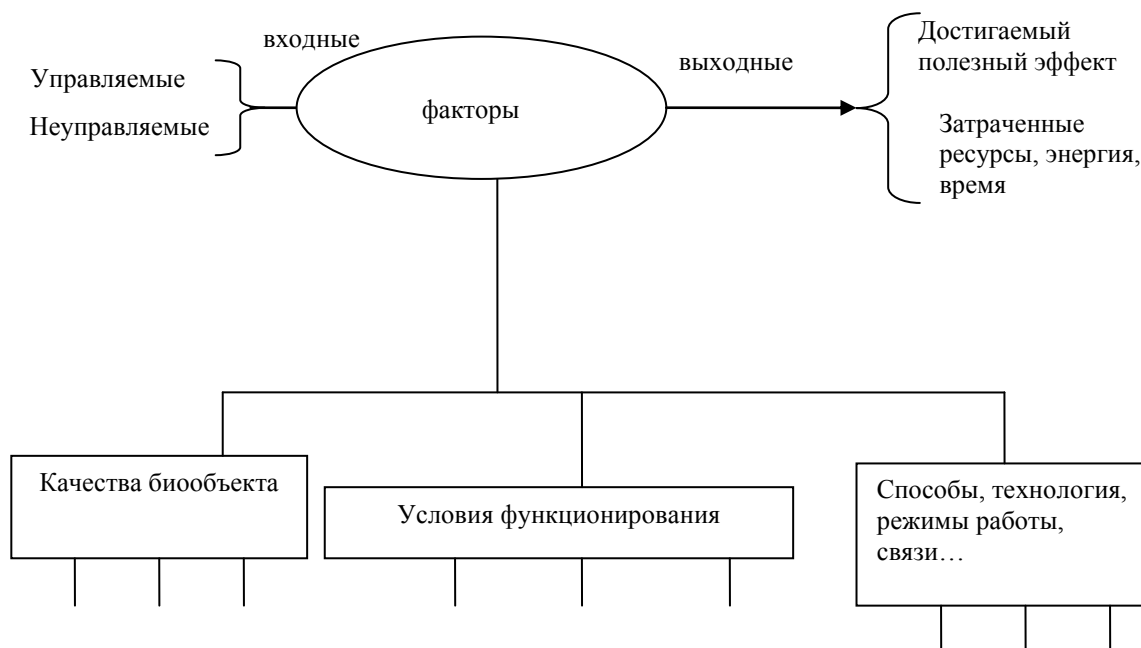 входные
Управляемые
Неуправляемые
факторы
выходные
Достигаемый
полезный эффект
Затраченные
ресурсы, энергия,
время
Качества биообъекта
Условия функционирования
Способы, технология,
режимы работы,
связи…